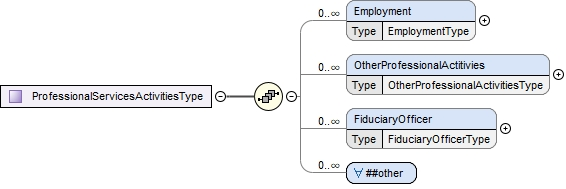 0..∞ Employment
Type EmploymentType
0..∞ OtherProfessionalActitivies
Type OtherProfessionalActivitiesType
ProfessionalServicesActivitiesType
0..∞ FiduciaryOfficer
Type FiduciaryOfficerType
0..∞ ∀ ##other